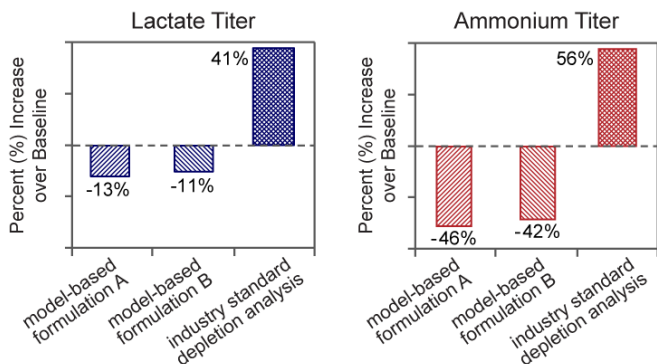 Lactate Titer
Percent (%) Increase
over Baseline
41%
-13%
-11%
model-based
formulation A
model-based
formulation B
industry standard
depletion analysis
Ammonium Titer
Percent (%) Increase
over Baseline
56%
-46%
-42%
model-based
formulation A
model-based
formulation B
industry standard
depletion analysis